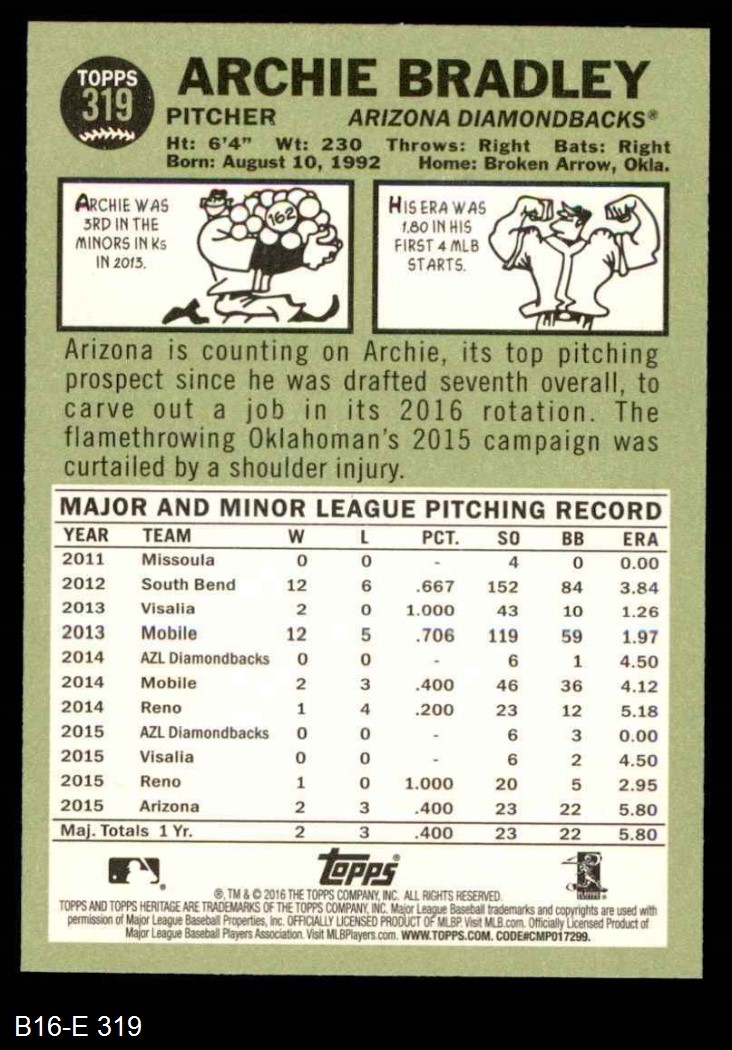 TOPPS
319
ARCHIE BRADLEY
PITCHER ARIZONA DIAMONDBACKS®
Ht: 6'4" Wt: 230 Throws: Right Bats: Right
Born: August 10, 1992 Home: Broken Arrow, Okla.
ARCHIE WAS
3RD IN THE
MINORS IN Ks
IN 2013.
162
HIS ERA WAS
1.80 IN HIS
FIRST 4 MLB
STARTS.
Arizona is counting on Archie, its top pitching
prospect since he was drafted seventh overall, to
carve out a job in its 2016 rotation. The
flamethrowing Oklahoman's 2015 campaign was
curtailed by a shoulder injury.
MAJOR AND MINOR LEAGUE PITCHING RECORD
YEAR TEAM W L PCT. SO BB ERA
2011 Missoula 0 0 - 4 0 0.00
2012 South Bend 12 6 .667 152 84 3.84
2013 Visalia 2 0 1.000 43 10 1.26
2013 Mobile 12 5 .706 119 59 1.97
2014 AZL Diamondbacks 0 0 - 6 1 4.50
2014 Mobile 2 3 .400 46 36 4.12
2014 Reno 1 4 .200 23 12 5.18
2015 AZL Diamondbacks 0 0 - 6 3 0.00
2015 Visalia 0 0 - 6 2 4.50
2015 Reno 1 0 1.000 20 5 2.95
2015 Arizona 2 3 .400 23 22 5.80
Maj. Totals 1 Yr. 2 3 .400 23 22 5.80
Topps
®, TM & © 2016 THE TOPPS COMPANY, INC. ALL RIGHTS RESERVED.
TOPPS AND TOPPS HERITAGE ARE TRADEMARKS OF THE TOPPS COMPANY, INC. Major League Baseball trademarks and copyrights are used with
permission of Major League Baseball Properties, Inc. OFFICIALLY LICENSED PRODUCT OF MLBP. Visit MLB.com. Officially Licensed Product of
Major League Baseball Players Association. Visit MLBPlayers.com. WWW.TOPPS.COM. CODE#CMP017299.
B16-E 319